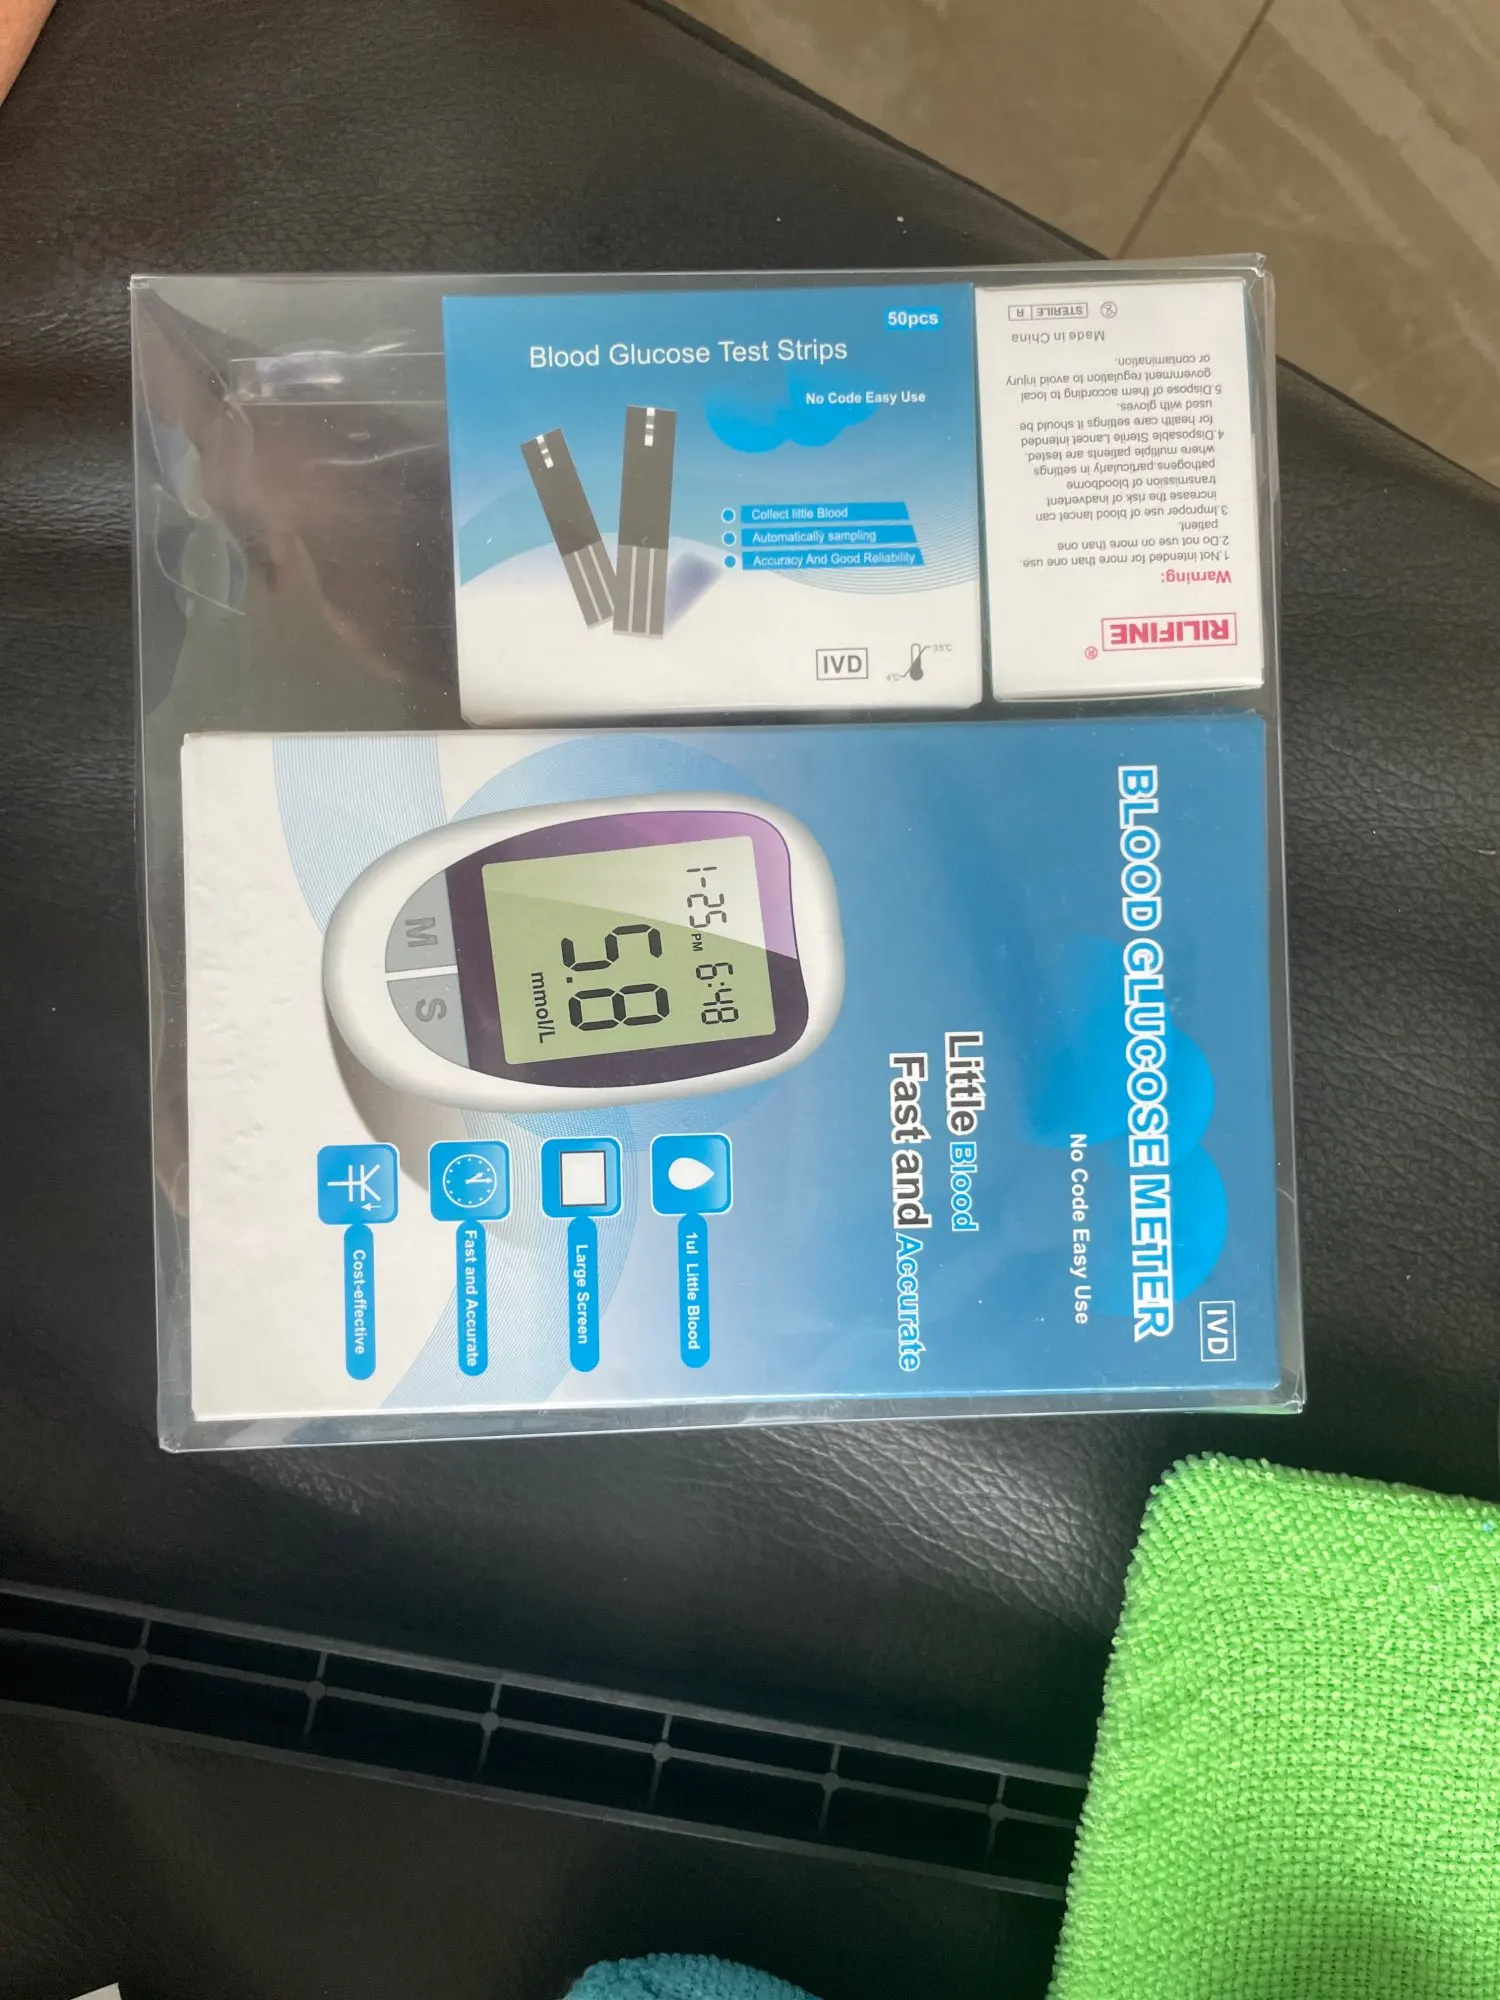 50pcs
Blood Glucose Test Strips
No Code Easy Use
Collect little Blood
Automatically sampling
Accuracy And Good Reliability
IVD
4°C
35°C
RILIFINE®
Warning:
1.Not intended for more than one use.
2.Do not use on more than one
patient.
3.Improper use of blood lancet can
increase the risk of inadvertent
transmission of bloodborne
pathogens,particularly in settings
where multiple patients are tested.
4.Disposable Sterile Lancet intended
for health care settings it should be
used with gloves.
5.Dispose of them according to local
government regulation to avoid injury
or contamination.
Made in China
STERILE R
IVD
BLOOD GLUCOSE METER
No Code Easy Use
Little Blood
Fast and Accurate
1-25 PM 6:48
5.8
mmol/L
M S
1ul Little Blood
Large Screen
Fast and Accurate
Cost-effective